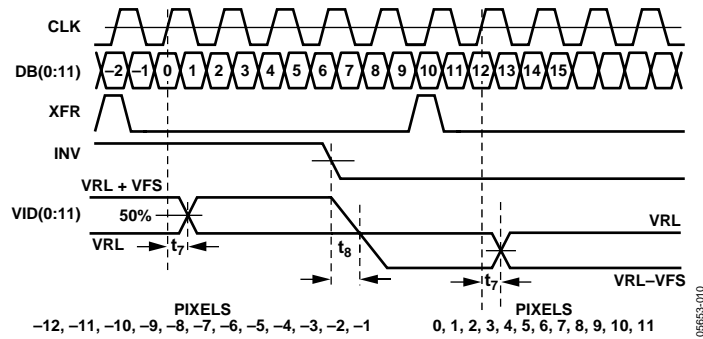 CLK
DB(0:11) –2 –1 0 1 2 3 4 5 6 7 8 9 10 11 12 13 14 15
XFR
INV
VRL + VFS
VID(0:11) 50% VRL
VRL t7 t8 t7 VRL–VFS
PIXELS PIXELS
–12, –11, –10, –9, –8, –7, –6, –5, –4, –3, –2, –1 0, 1, 2, 3, 4, 5, 6, 7, 8, 9, 10, 11
05653-010